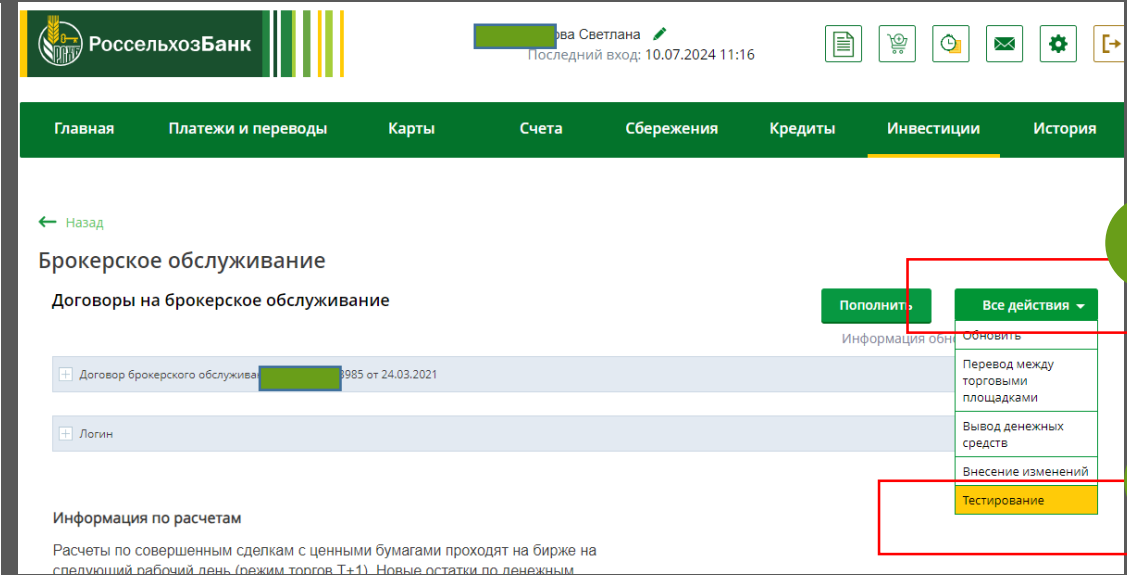 РоссельхозБанк
ова Светлана
Последний вход: 10.07.2024 11:16
Главная Платежи и переводы Карты Счета Сбережения Кредиты Инвестиции История
Назад
Брокерское обслуживание
Договоры на брокерское обслуживание
Пополнить
Все действия
Информация обн
Обновить
Перевод между
торговыми
площадками
Вывод денежных
средств
Внесение изменений
Тестирование
Договор брокерского обслужива 3985 от 24.03.2021
Логин
Информация по расчетам
Расчеты по совершенным сделкам с ценными бумагами проходят на бирже на
следующий рабочий день (режим торгов Т+1). Новые остатки по денежным